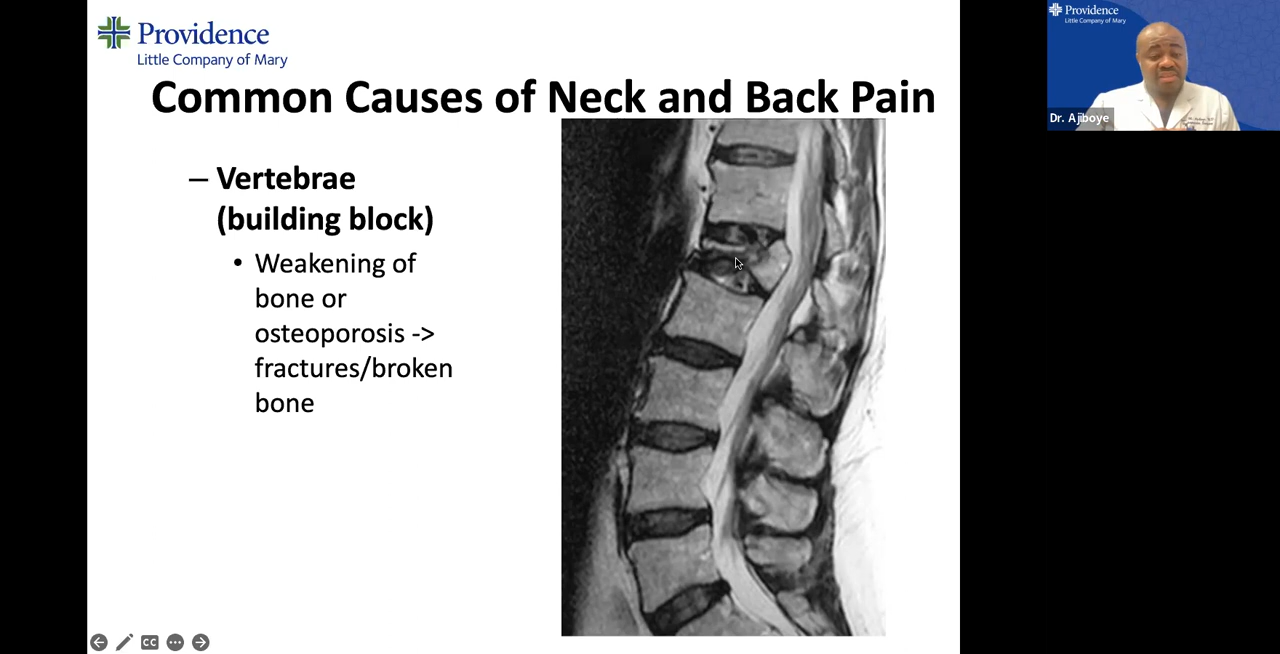 Providence
Little Company of Mary
Common Causes of Neck and Back Pain
– Vertebrae
(building block)
• Weakening of
bone or
osteoporosis ->
fractures/broken
bone
CC
Providence
Little Company of Mary
Dr. Ajiboye